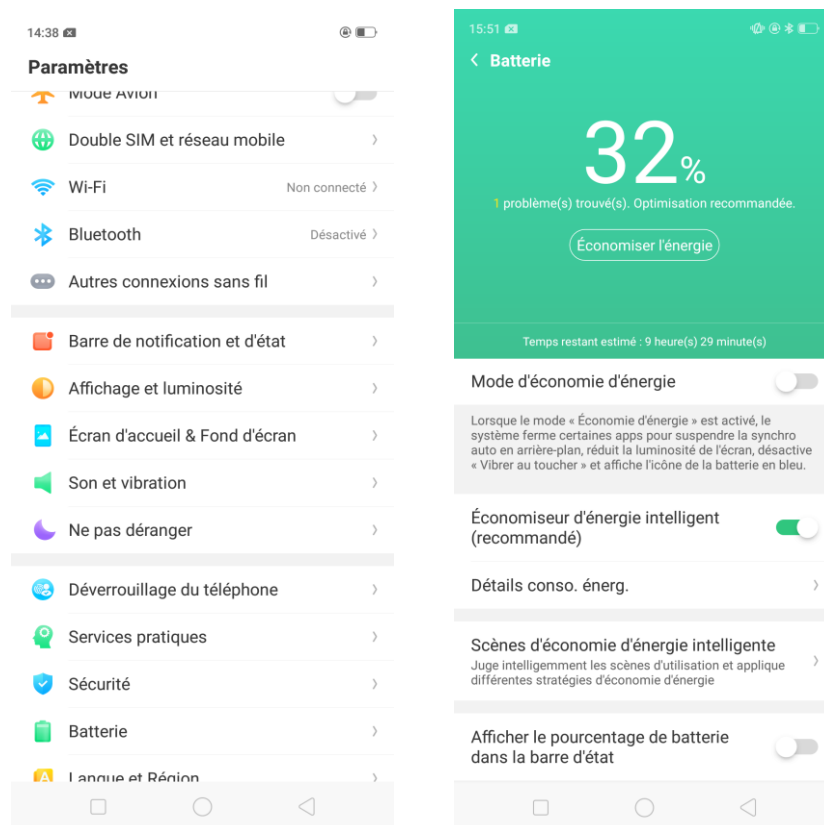 14:38
Paramètres
Mode Avion
Double SIM et réseau mobile
Wi-Fi Non connecté
Bluetooth Désactivé
Autres connexions sans fil
Barre de notification et d'état
Affichage et luminosité
Écran d'accueil & Fond d'écran
Son et vibration
Ne pas déranger
Déverrouillage du téléphone
Services pratiques
Sécurité
Batterie
A Langue et Région
15:51
Batterie
32%
1 problème(s) trouvé(s). Optimisation recommandée.
Économiser l'énergie
Temps restant estimé : 9 heure(s) 29 minute(s)
Mode d'économie d'énergie
Lorsque le mode « Économie d'énergie » est activé, le
système ferme certaines apps pour suspendre la synchro
auto en arrière-plan, réduit la luminosité de l'écran, désactive
« Vibrer au toucher » et affiche l'icône de la batterie en bleu.
Économiseur d'énergie intelligent
(recommandé)
Détails conso. énerg.
Scènes d'économie d'énergie intelligente
Juge intelligemment les scènes d'utilisation et applique
différentes stratégies d'économie d'énergie
Afficher le pourcentage de batterie
dans la barre d'état